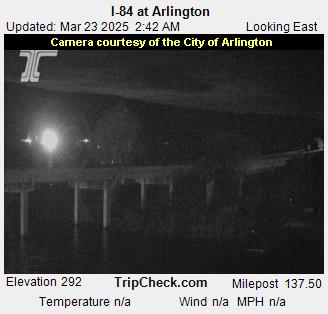 I-84 at Arlington
Updated: Mar 23 2025 2:42 AM Looking East
Camera courtesy of the City of Arlington
Elevation 292 TripCheck.com Milepost 137.50
Temperature n/a Wind n/a MPH n/a